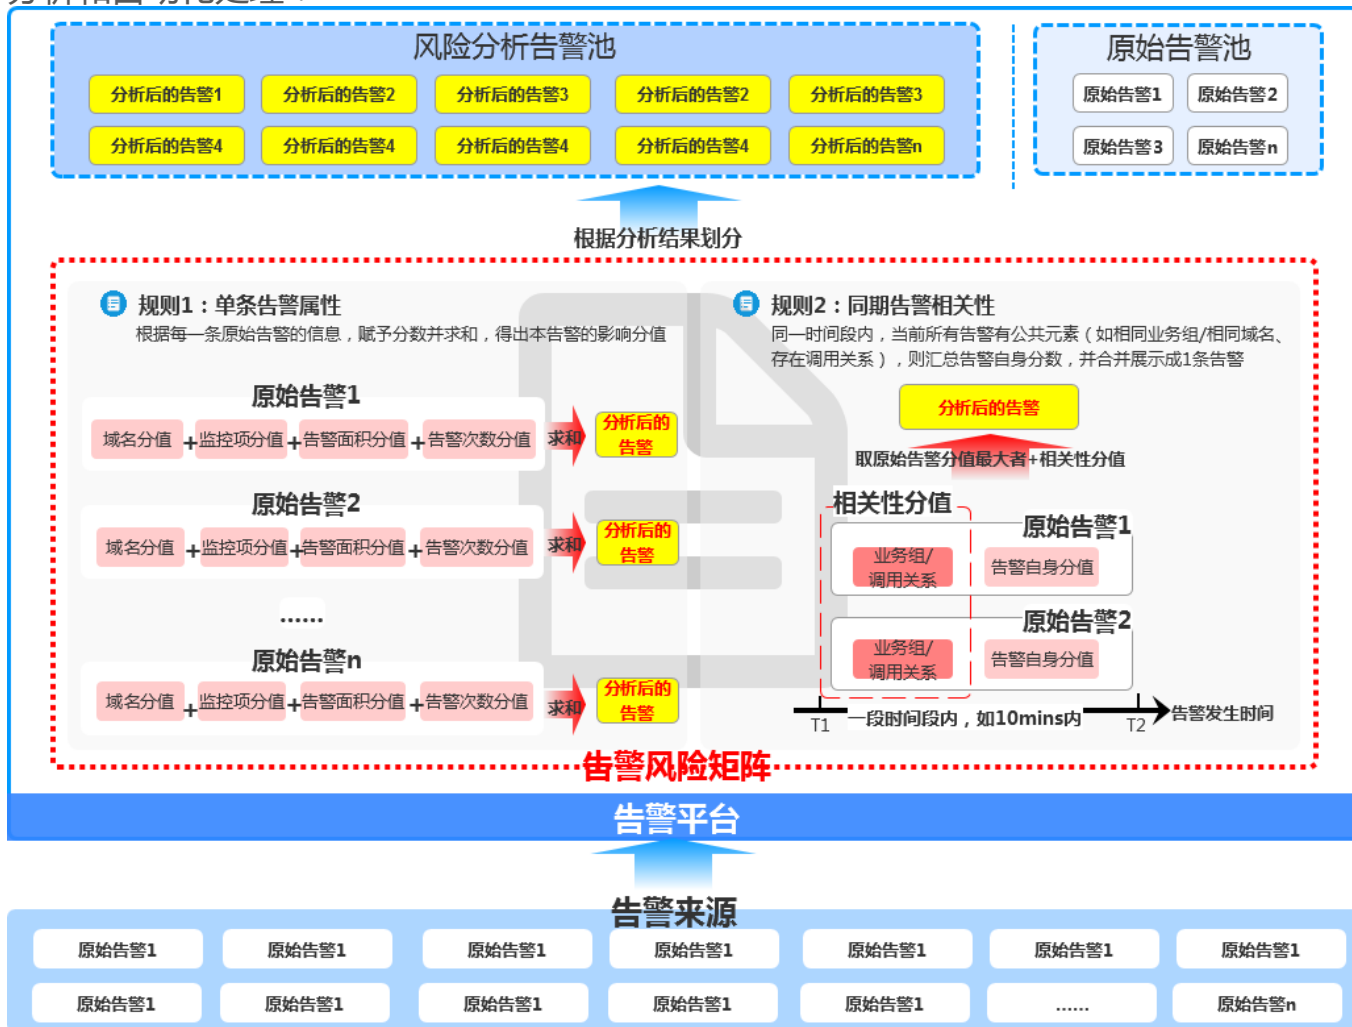 风险分析告警池
分析后的告警1
分析后的告警2
分析后的告警3
分析后的告警2
分析后的告警3
分析后的告警4
分析后的告警4
分析后的告警4
分析后的告警4
分析后的告警n
原始告警池
原始告警1
原始告警2
原始告警3
原始告警n
根据分析结果划分
规则1：单条告警属性
根据每一条原始告警的信息，赋予分数并求和，得出本告警的影响分值
原始告警1
域名分值
+
监控项分值
+
告警面积分值
+
告警次数分值
求和
分析后的
告警
原始告警2
域名分值
+
监控项分值
+
告警面积分值
+
告警次数分值
求和
分析后的
告警
......
原始告警n
域名分值
+
监控项分值
+
告警面积分值
+
告警次数分值
求和
分析后的
告警
规则2：同期告警相关性
同一时间段内，当前所有告警有公共元素（如相同业务组/相同域名、
存在调用关系），则汇总告警自身分数，并合并展示成1条告警
分析后的告警
取原始告警分值最大者+相关性分值
相关性分值
原始告警1
业务组/
调用关系
告警自身分值
原始告警2
业务组/
调用关系
告警自身分值
T1
一段时间段内，如10mins内
T2
告警发生时间
告警风险矩阵
告警平台
告警来源
原始告警1
原始告警1
原始告警1
原始告警1
原始告警1
原始告警1
原始告警1
原始告警1
原始告警1
原始告警1
原始告警1
原始告警1
......
原始告警n